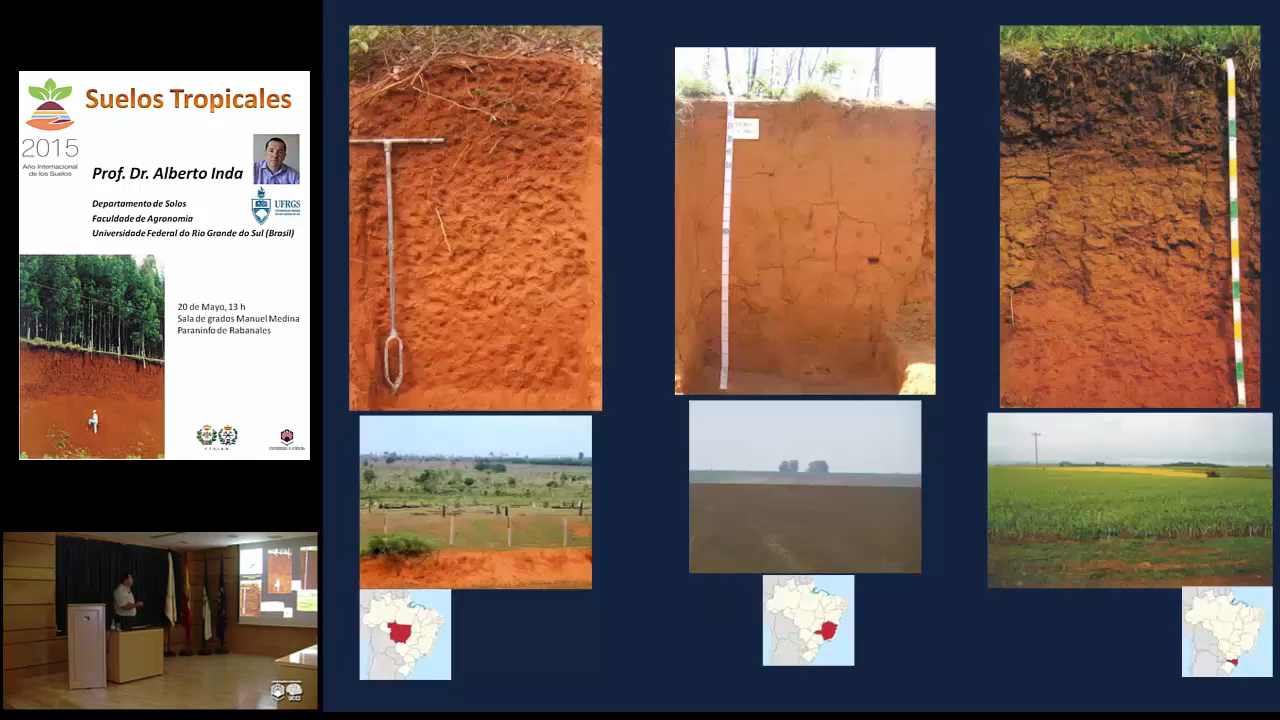 Suelos Tropicales
2015
Año Internacional
de los Suelos
Prof. Dr. Alberto Inda
UFRGS
Departamento de Solos
Faculdade de Agronomia
Universidade Federal do Rio Grande do Sul (Brasil)
20 de Mayo, 13 h
Sala de grados Manuel Medina
Paraninfo de Rabanales